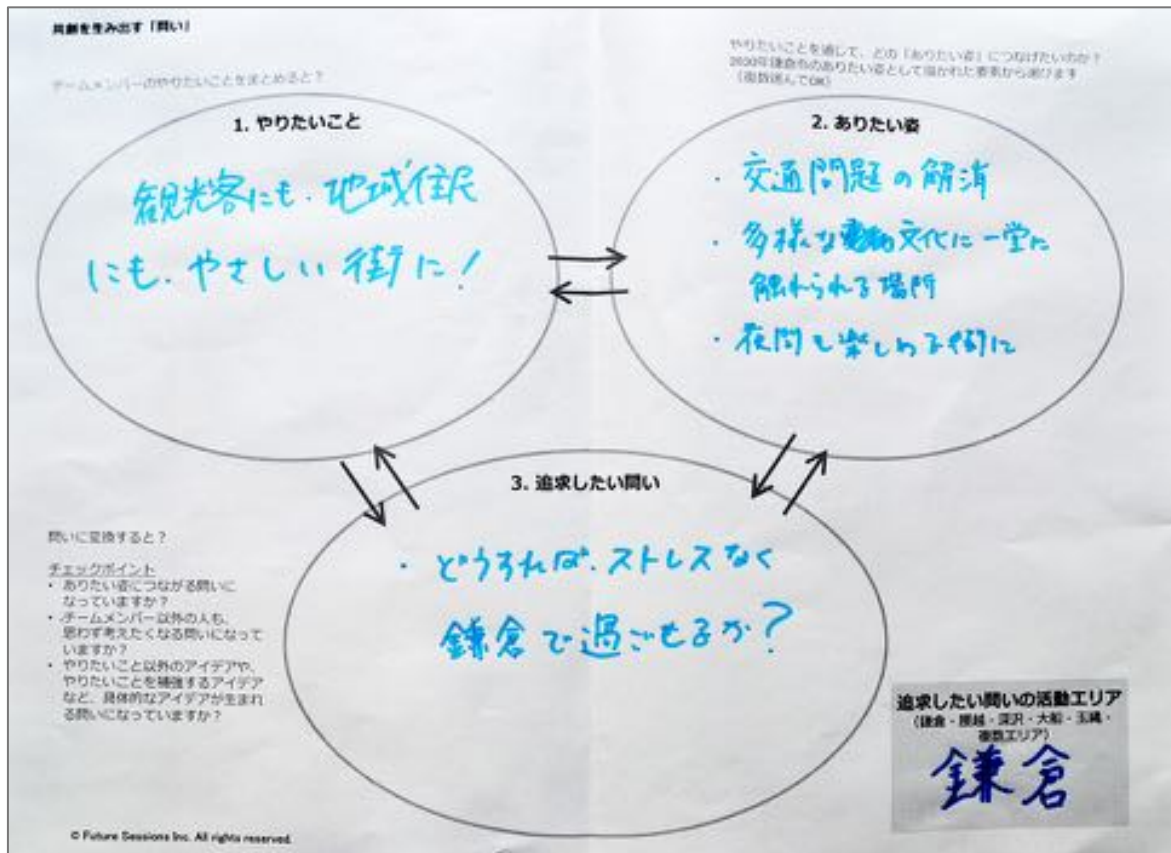 共創を生み出す「問い」
チームメンバーのやりたいことをまとめると？
やりたいことを通して、どの「ありたい姿」につなげたいのか？
2030年鎌倉市のありたい姿として描かれた要素から選びます
（複数選んでOK）
1. やりたいこと
観光客にも、地域住民
にも、やさしい街に！
2. ありたい姿
・交通問題の解消
・多様な文化に一堂に
触れられる場所
・夜間も楽しめる街に
3. 追求したい問い
・どうすれば、ストレスなく
鎌倉で過ごせるか？
問いに変換すると？
チェックポイント
• ありたい姿につながる問いに
なっていますか？
• チームメンバー以外の人も、
思わず考えたくなる問いになって
いますか？
• やりたいこと以外のアイデアや、
やりたいことを補強するアイデア
など、具体的なアイデアが生まれ
る問いになっていますか？
追求したい問いの活動エリア
（鎌倉・腰越・深沢・大船・玉縄・
複数エリア）
鎌倉
© Future Sessions Inc. All rights reserved.